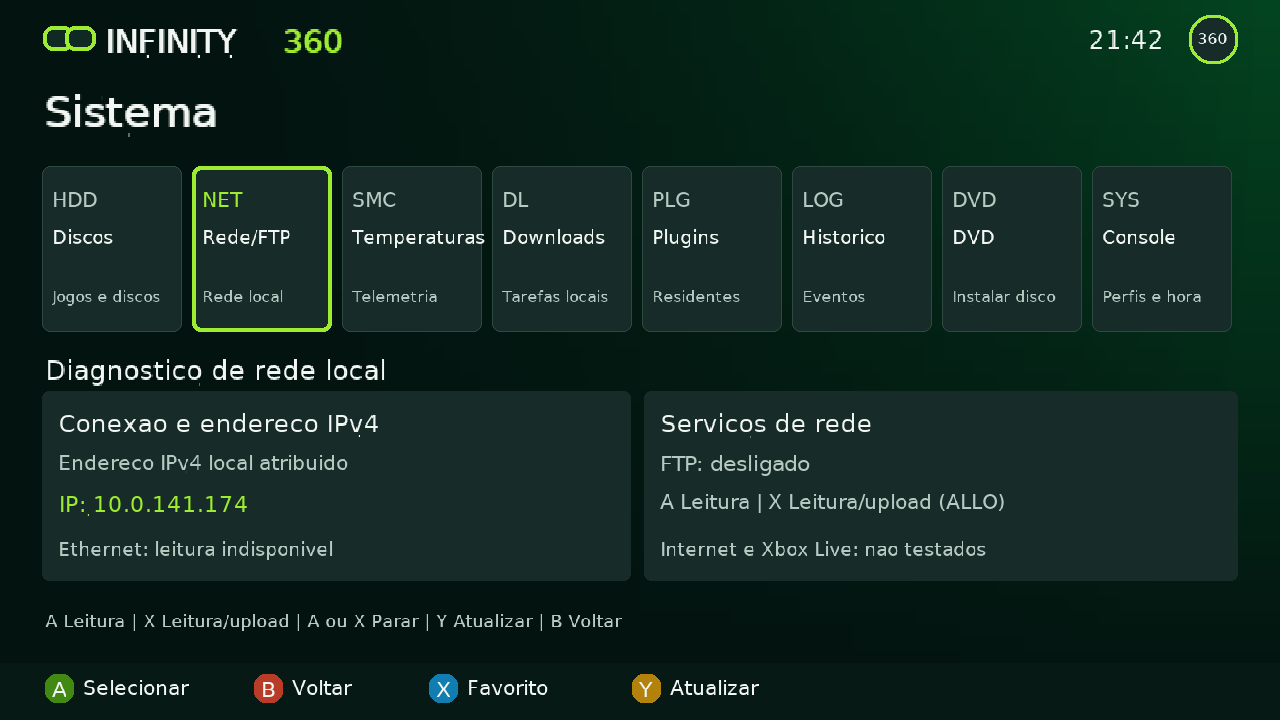 INFINITY 360
21:42
360
Sistema
HDD
Discos
Jogos e discos
NET
Rede/FTP
Rede local
SMC
Temperaturas
Telemetria
DL
Downloads
Tarefas locais
PLG
Plugins
Residentes
LOG
Historico
Eventos
DVD
DVD
Instalar disco
SYS
Console
Perfis e hora
Diagnostico de rede local
Conexao e endereco IPv4
Endereco IPv4 local atribuido
IP: 10.0.141.174
Ethernet: leitura indisponivel
Servicos de rede
FTP: desligado
A Leitura | X Leitura/upload (ALLO)
Internet e Xbox Live: nao testados
A Leitura | X Leitura/upload | A ou X Parar | Y Atualizar | B Voltar
A Selecionar
B Voltar
X Favorito
Y Atualizar